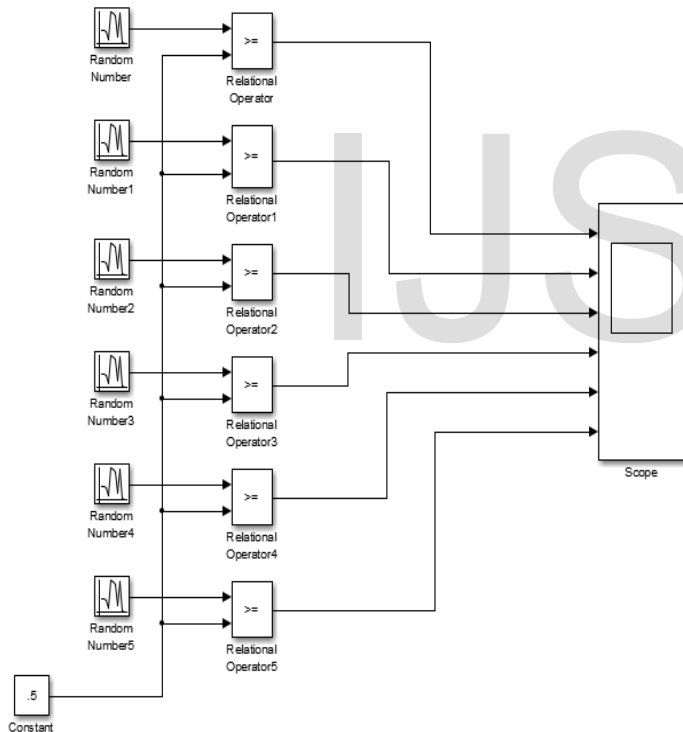 >=
Random
Number
Relational
Operator
>=
Random
Number1
Relational
Operator1
>=
Random
Number2
Relational
Operator2
>=
Random
Number3
Relational
Operator3
>=
Random
Number4
Relational
Operator4
>=
Random
Number5
Relational
Operator5
Scope
.5
Constant
IJS